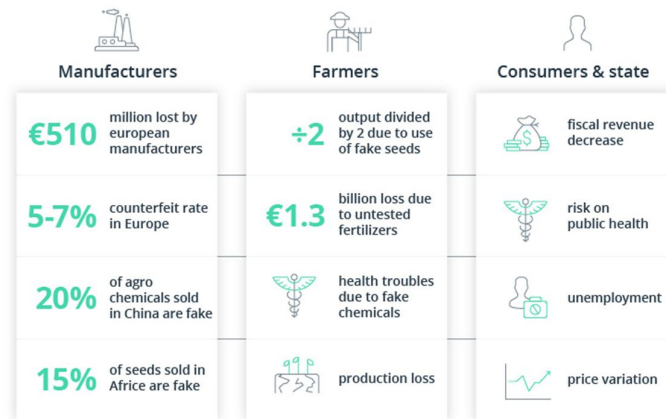 Manufacturers
€510
million lost by
european
manufacturers
5-7%
counterfeit rate
in Europe
20%
of agro
chemicals sold
in China are fake
15%
of seeds sold in
Africe are fake
Farmers
÷2
output divided
by 2 due to use
of fake seeds
€1.3
billion loss due
to untested
fertilizers
health troubles
due to fake
chemicals
production loss
Consumers & state
$
fiscal revenue
decrease
risk on
public health
unemployment
price variation